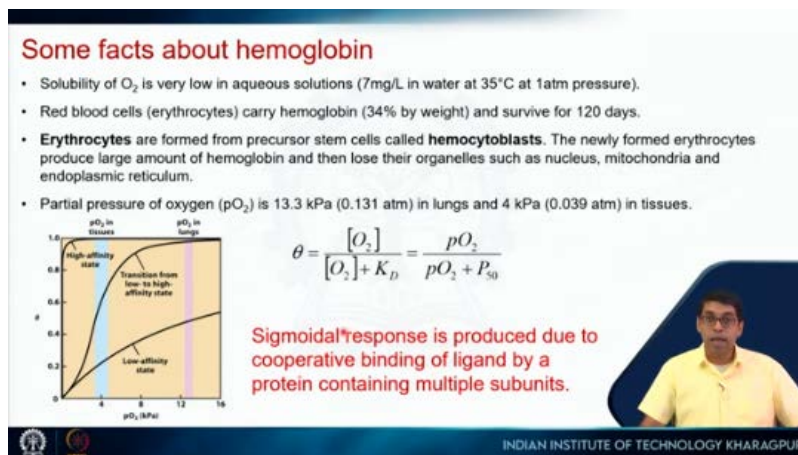 Some facts about hemoglobin
• Solubility of O₂ is very low in aqueous solutions (7mg/L in water at 35°C at 1atm pressure).
• Red blood cells (erythrocytes) carry hemoglobin (34% by weight) and survive for 120 days.
• Erythrocytes are formed from precursor stem cells called hemocytoblasts. The newly formed erythrocytes
produce large amount of hemoglobin and then lose their organelles such as nucleus, mitochondria and
endoplasmic reticulum.
• Partial pressure of oxygen (pO₂) is 13.3 kPa (0.131 atm) in lungs and 4 kPa (0.039 atm) in tissues.
pO₂ in
tissues
pO₂ in
lungs
1.0
High-affinity
state
0.8
Transition from
low- to high-
affinity state
0.6
0.4
Low-affinity
state
0.2
0
4 8 12 16
pO₂ (kPa)
θ = [O₂] / ([O₂] + K_D) = pO₂ / (pO₂ + P₅₀)
Sigmoidal response is produced due to
cooperative binding of ligand by a
protein containing multiple subunits.
INDIAN INSTITUTE OF TECHNOLOGY KHARAGPUR